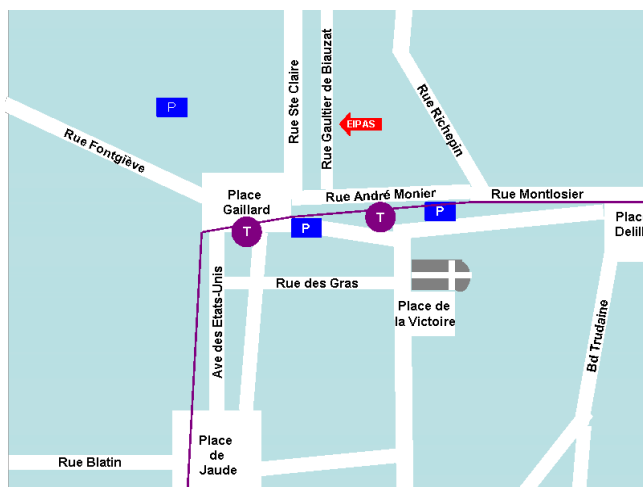 P
Rue Fontgiève
Rue Ste Claire
Rue Gaultier de Biauzat
EIPAS
Rue Richepin
Place
Gaillard
Rue André Monier
Rue Montlosier
P
T
T
P
Place
Delill
Ave des Etats-Unis
Rue des Gras
Place de
la Victoire
Bd Trudaine
Place
de
Jaude
Rue Blatin